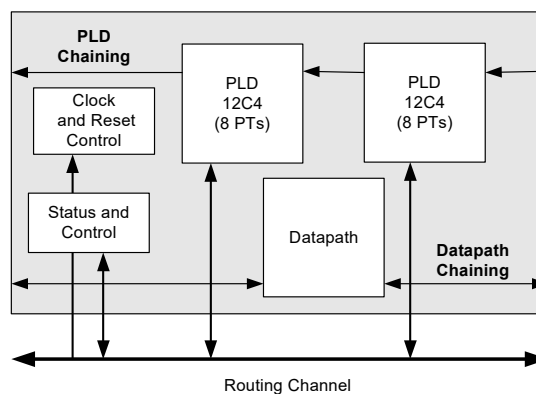 PLD
Chaining
PLD
12C4
(8 PTs)
PLD
12C4
(8 PTs)
Clock
and Reset
Control
Status and
Control
Datapath
Datapath
Chaining
Routing Channel